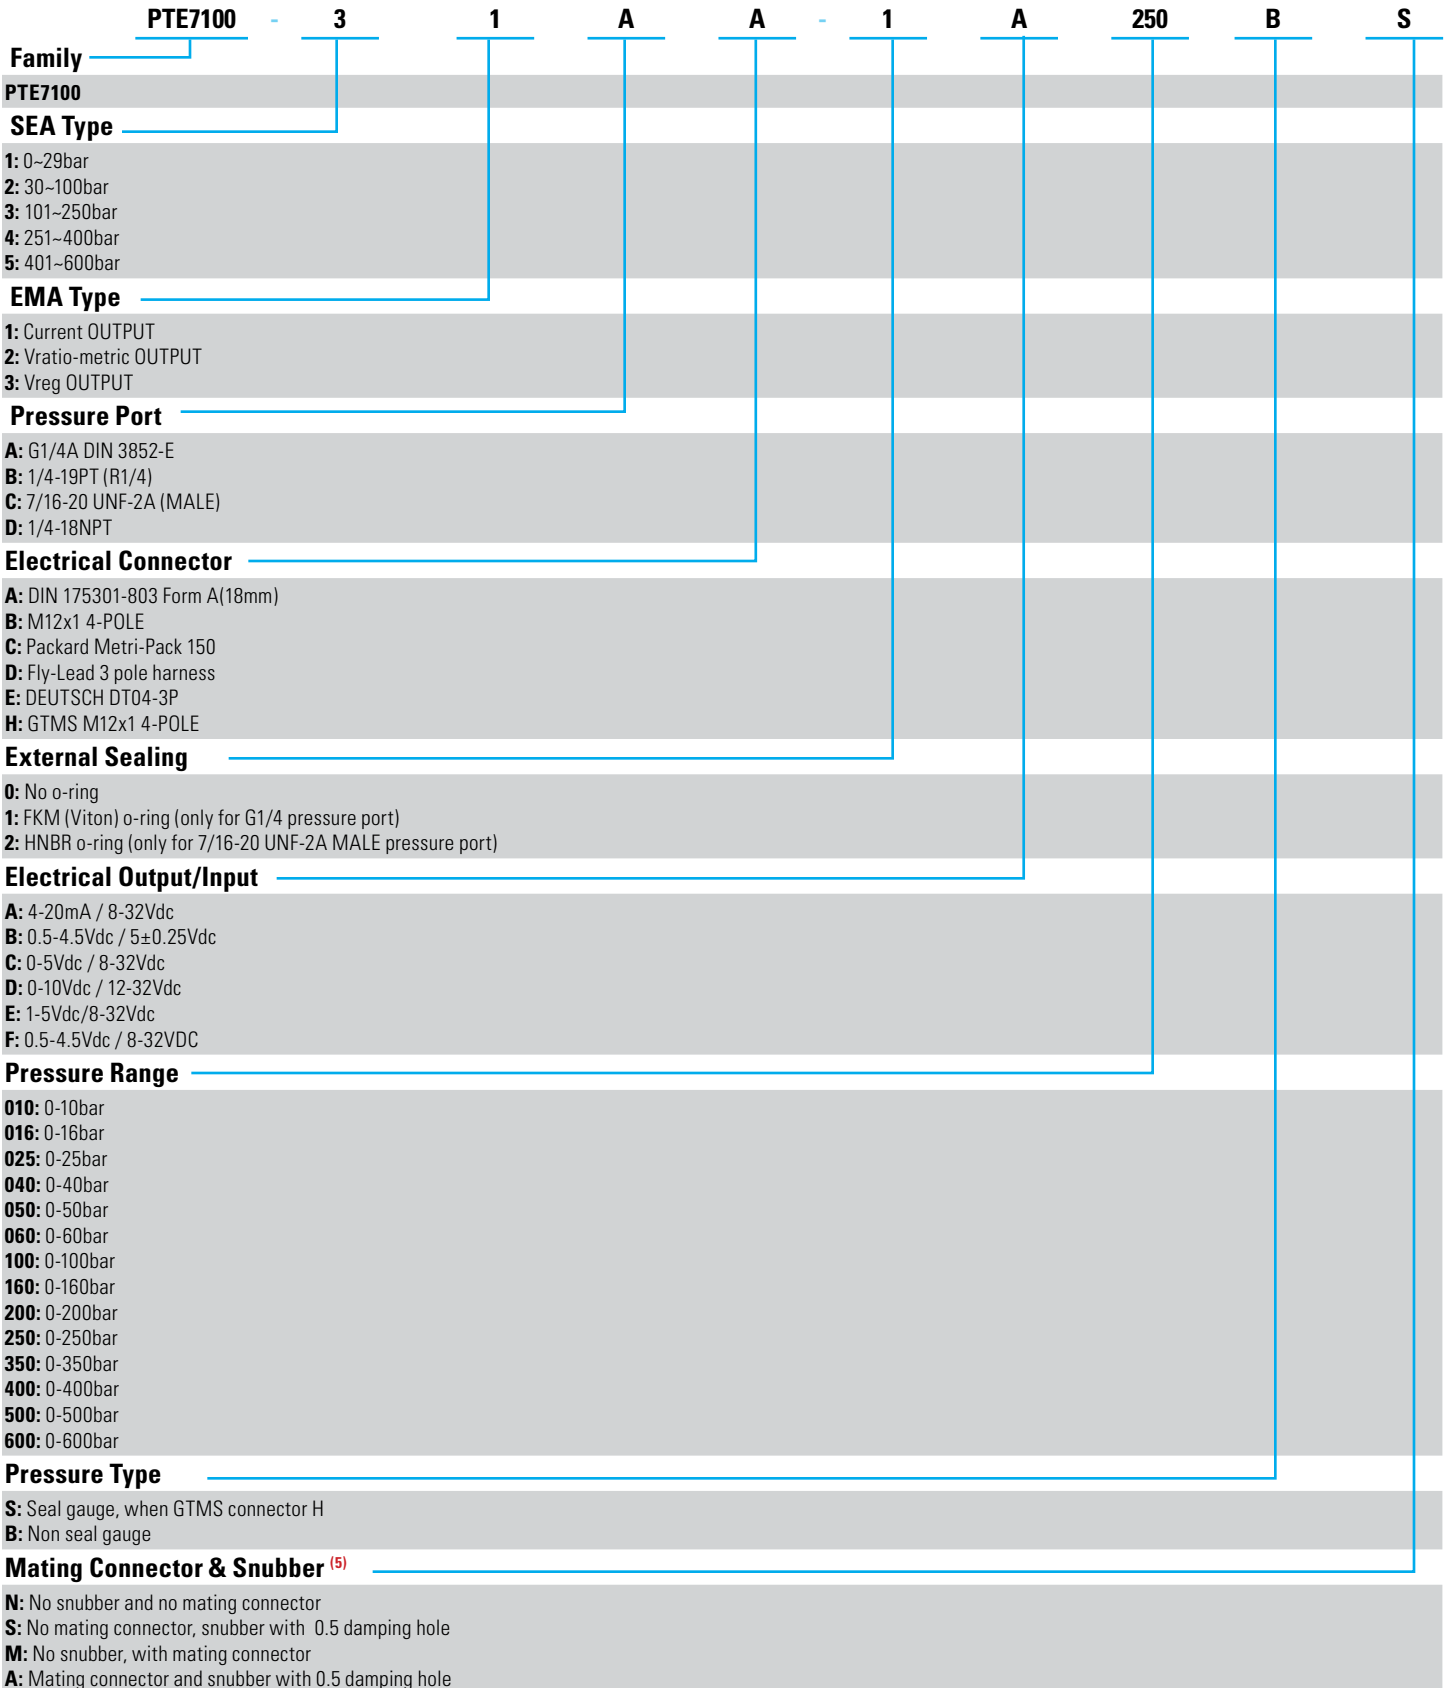 PTE7100 - 3 1 A A - 1 A 250 B S
Family
PTE7100
SEA Type
1: 0~29bar
2: 30~100bar
3: 101~250bar
4: 251~400bar
5: 401~600bar
EMA Type
1: Current OUTPUT
2: Vratio-metric OUTPUT
3: Vreg OUTPUT
Pressure Port
A: G1/4A DIN 3852-E
B: 1/4-19PT (R1/4)
C: 7/16-20 UNF-2A (MALE)
D: 1/4-18NPT
Electrical Connector
A: DIN 175301-803 Form A(18mm)
B: M12x1 4-POLE
C: Packard Metri-Pack 150
D: Fly-Lead 3 pole harness
E: DEUTSCH DT04-3P
H: GTMS M12x1 4-POLE
External Sealing
0: No o-ring
1: FKM (Viton) o-ring (only for G1/4 pressure port)
2: HNBR o-ring (only for 7/16-20 UNF-2A MALE pressure port)
Electrical Output/Input
A: 4-20mA / 8-32Vdc
B: 0.5-4.5Vdc / 5±0.25Vdc
C: 0-5Vdc / 8-32Vdc
D: 0-10Vdc / 12-32Vdc
E: 1-5Vdc/8-32Vdc
F: 0.5-4.5Vdc / 8-32VDC
Pressure Range
010: 0-10bar
016: 0-16bar
025: 0-25bar
040: 0-40bar
050: 0-50bar
060: 0-60bar
100: 0-100bar
160: 0-160bar
200: 0-200bar
250: 0-250bar
350: 0-350bar
400: 0-400bar
500: 0-500bar
600: 0-600bar
Pressure Type
S: Seal gauge, when GTMS connector H
B: Non seal gauge
Mating Connector & Snubber (5)
N: No snubber and no mating connector
S: No mating connector, snubber with 0.5 damping hole
M: No snubber, with mating connector
A: Mating connector and snubber with 0.5 damping hole